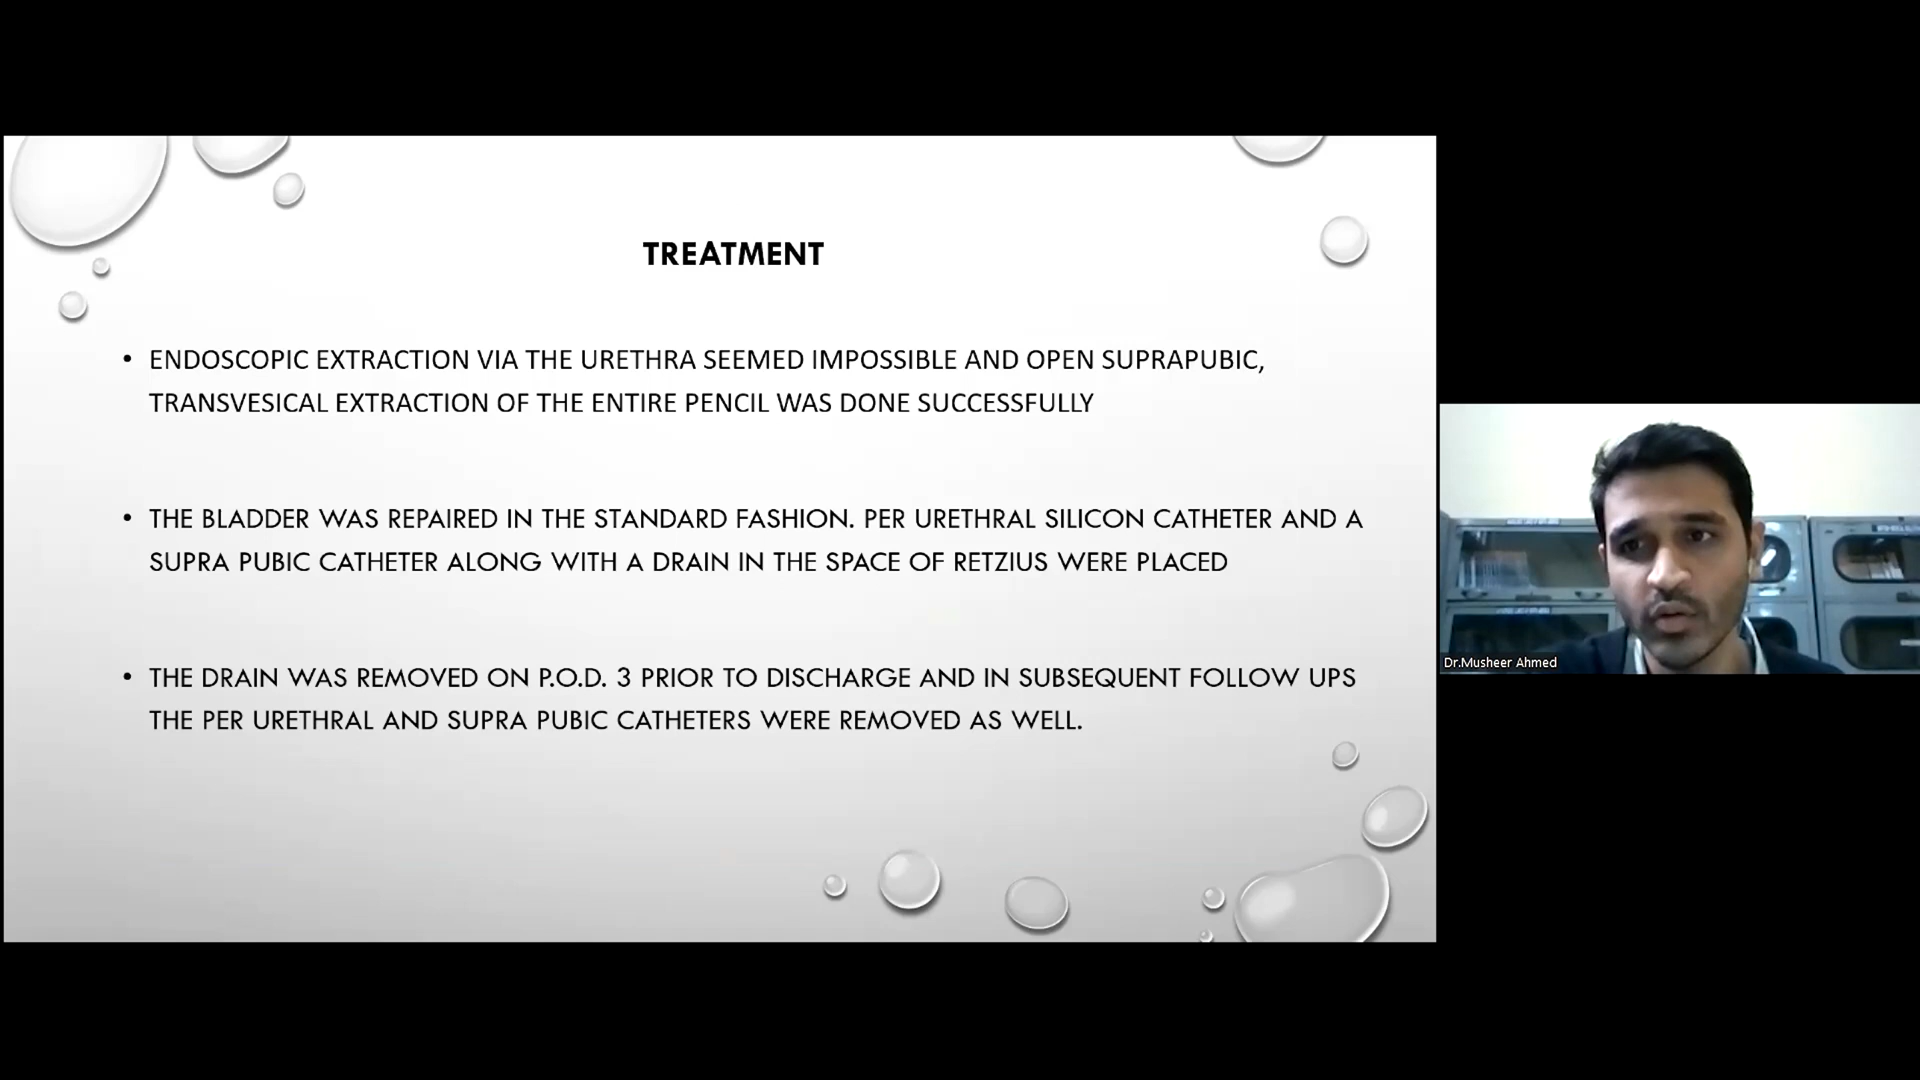 TREATMENT
• ENDOSCOPIC EXTRACTION VIA THE URETHRA SEEMED IMPOSSIBLE AND OPEN SUPRAPUBIC,
TRANSVESICAL EXTRACTION OF THE ENTIRE PENCIL WAS DONE SUCCESSFULLY
• THE BLADDER WAS REPAIRED IN THE STANDARD FASHION. PER URETHRAL SILICON CATHETER AND A
SUPRA PUBIC CATHETER ALONG WITH A DRAIN IN THE SPACE OF RETZIUS WERE PLACED
• THE DRAIN WAS REMOVED ON P.O.D. 3 PRIOR TO DISCHARGE AND IN SUBSEQUENT FOLLOW UPS
THE PER URETHRAL AND SUPRA PUBIC CATHETERS WERE REMOVED AS WELL.
Dr.Musheer Ahmed